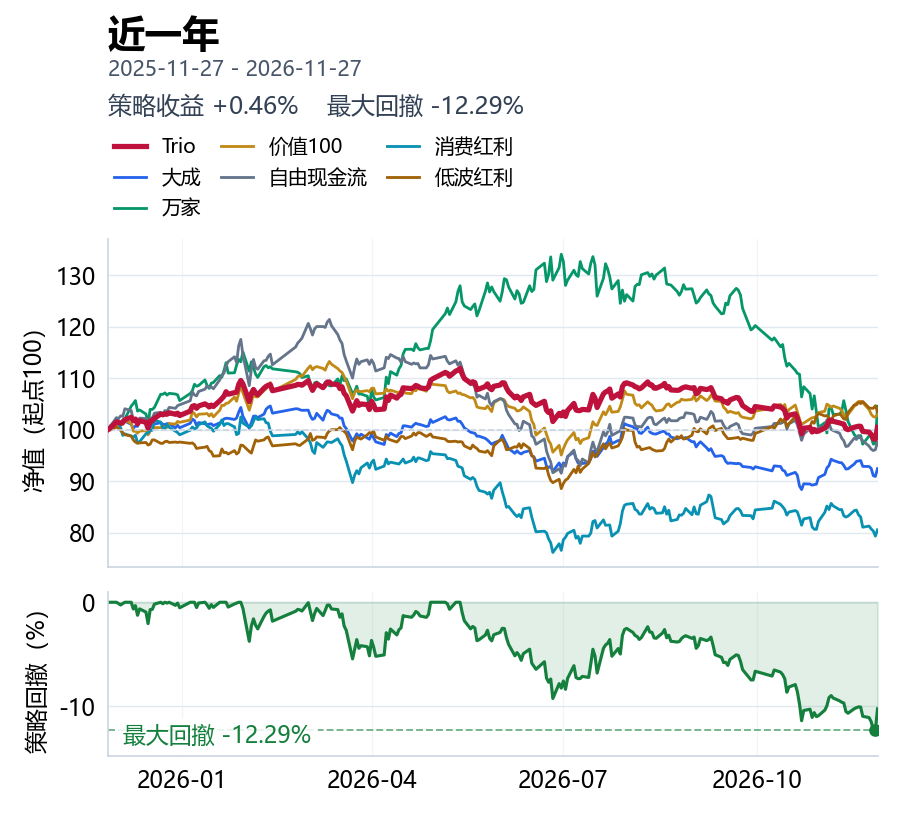 近一年
2025-11-27 - 2026-11-27
策略收益 +0.46% 最大回撤 -12.29%
Trio 价值100 消费红利
大成 自由现金流 低波红利
万家
净值（起点100）
130
120
110
100
90
80
策略回撤（%）
0
-10
最大回撤 -12.29%
2026-01 2026-04 2026-07 2026-10